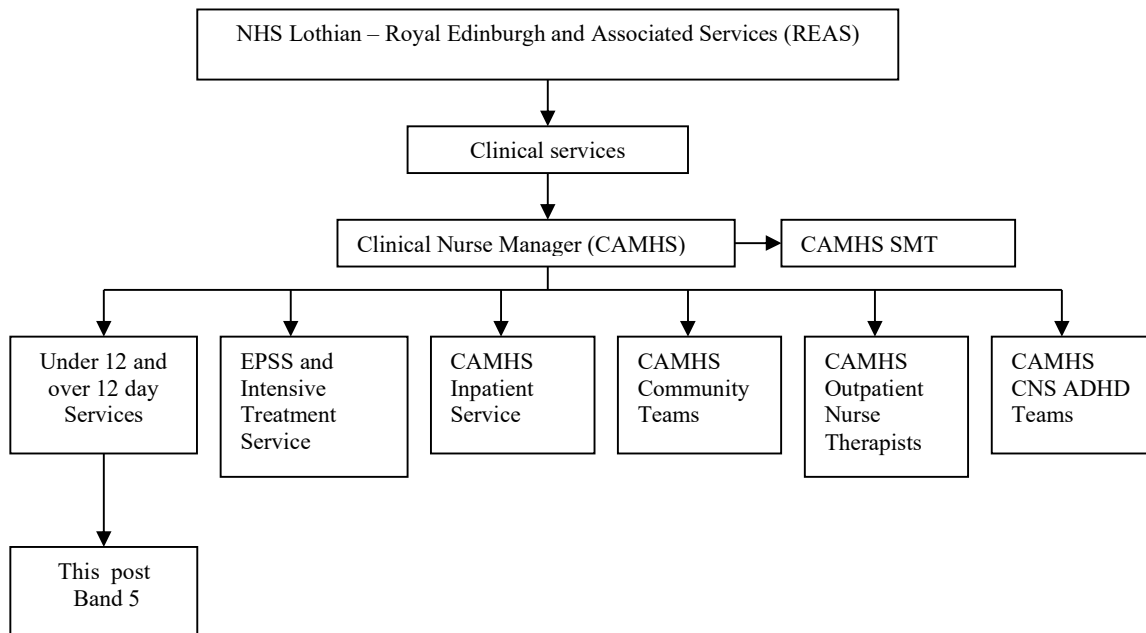 NHS Lothian – Royal Edinburgh and Associated Services (REAS)
Clinical services
Clinical Nurse Manager (CAMHS)
CAMHS SMT
Under 12 and
over 12 day
Services
EPSS and
Intensive
Treatment
Service
CAMHS
Inpatient
Service
CAMHS
Community
Teams
CAMHS
Outpatient
Nurse
Therapists
CAMHS
CNS ADHD
Teams
This post
Band 5